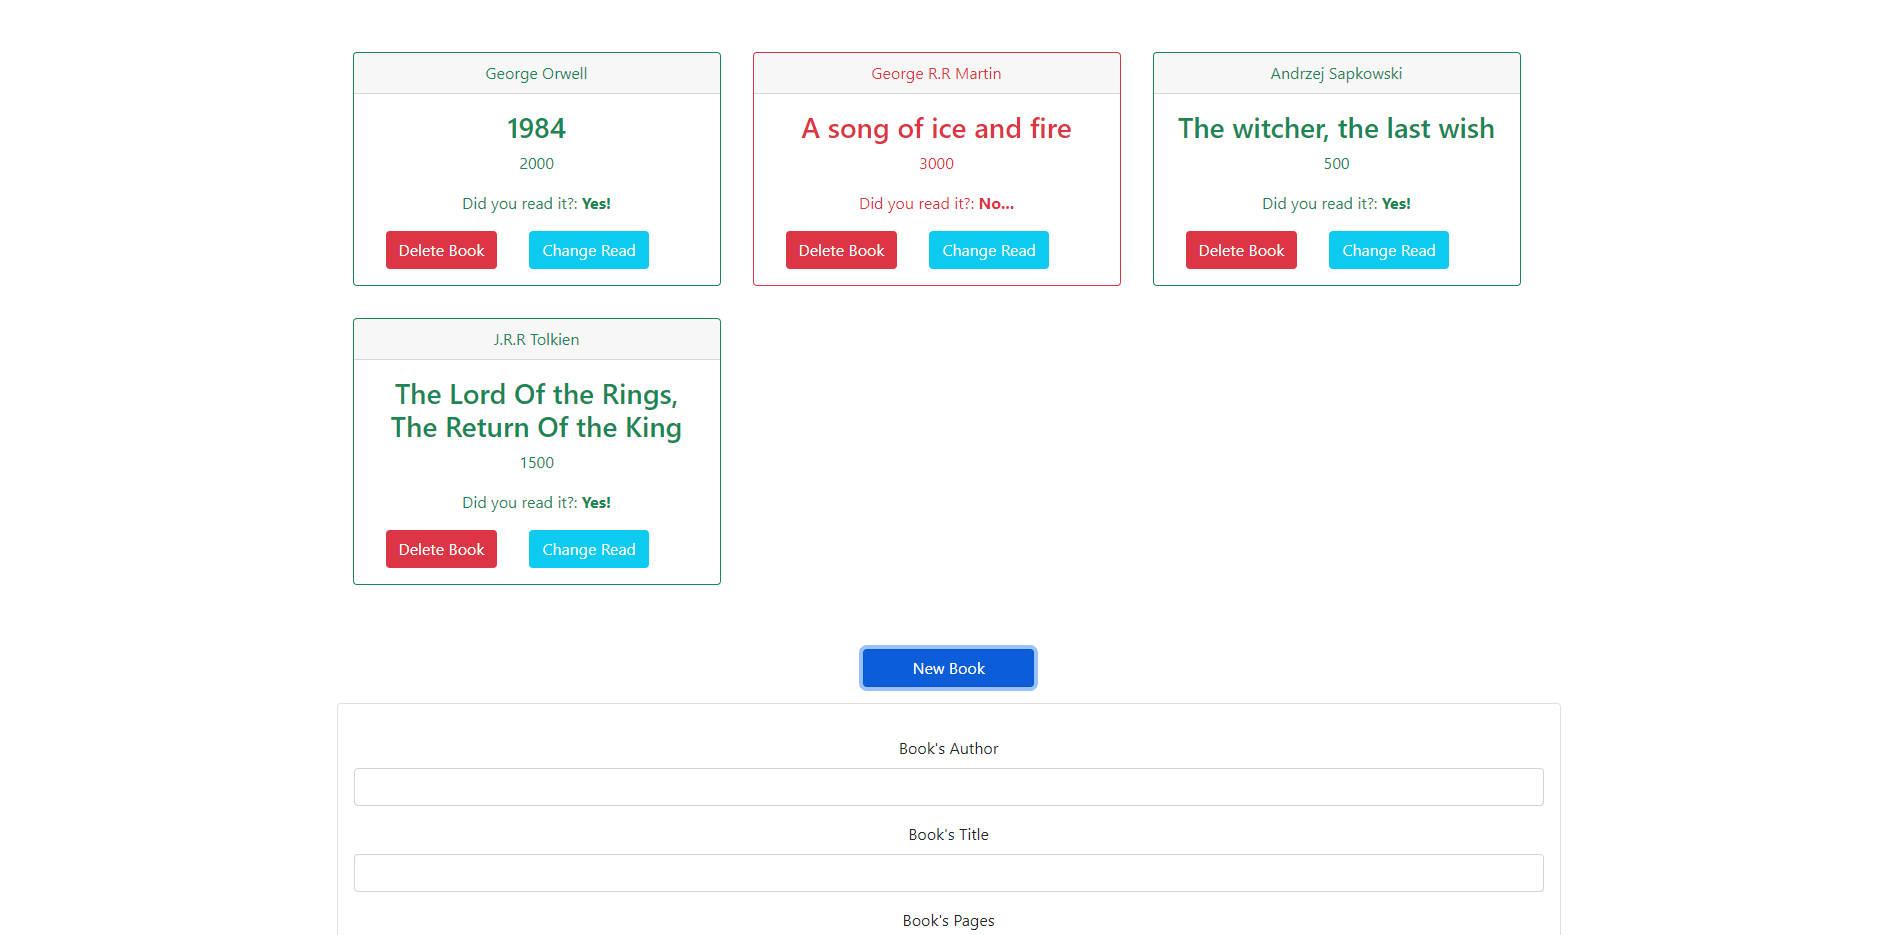 George Orwell
1984
2000
Did you read it?: Yes!
Delete Book
Change Read
George R.R Martin
A song of ice and fire
3000
Did you read it?: No...
Delete Book
Change Read
Andrzej Sapkowski
The witcher, the last wish
500
Did you read it?: Yes!
Delete Book
Change Read
J.R.R Tolkien
The Lord Of the Rings,
The Return Of the King
1500
Did you read it?: Yes!
Delete Book
Change Read
New Book
Book's Author
Book's Title
Book's Pages